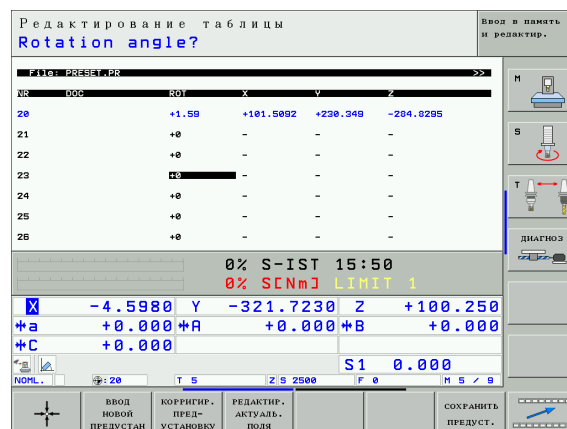 Редактирование таблицы
Rotation angle?
Ввод в память
и редактир.
File: PRESET.PR >>
NR DOC ROT X Y Z
20 +1.59 +101.5092 +230.349 -284.8295
21 +0 - - -
22 +0 - - -
23 +0 - - -
24 +0 - - -
25 +0 - - -
26 +0 - - -
M
S
T
ДИАГНОЗ
0% S-IST 15:50
0% S[Nm] LIMIT 1
X -4.5980 Y -321.7230 Z +100.250
a +0.000 A +0.000 B +0.000
C +0.000
S1 0.000
NOML. :20 T 5 Z S 2500 F 0 M 5 / 9
ВВОД
НОВОЙ
ПРЕДУСТАН
КОРРИГИР.
ПРЕД-
УСТАНОВКУ
РЕДАКТИР.
АКТУАЛЬ.
ПОЛЯ
СОХРАНИТЬ
ПРЕДУСТ.